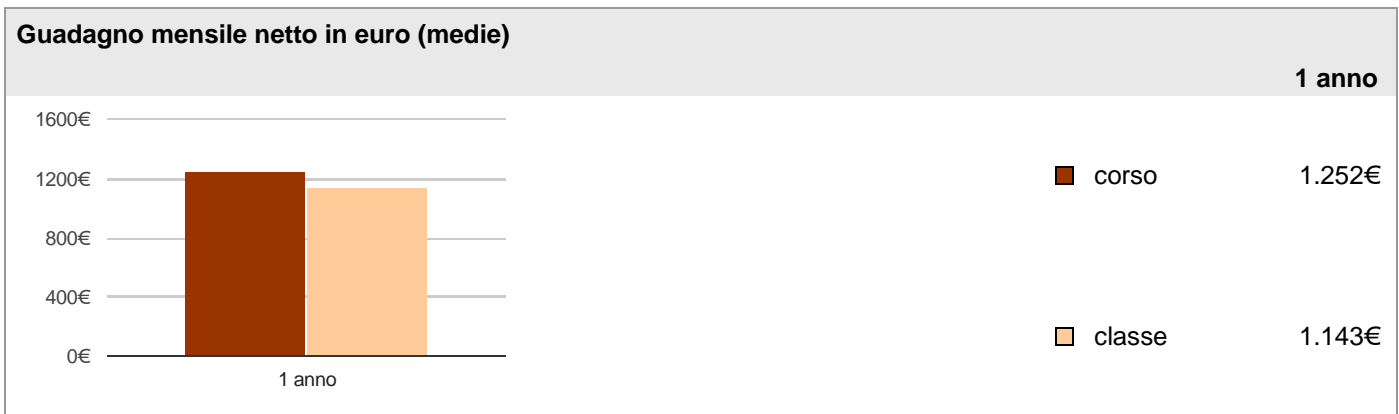 Guadagno mensile netto in euro (medie)
1 anno
1600€
1200€
800€
400€
0€
1 anno
corso 1.252€
classe 1.143€